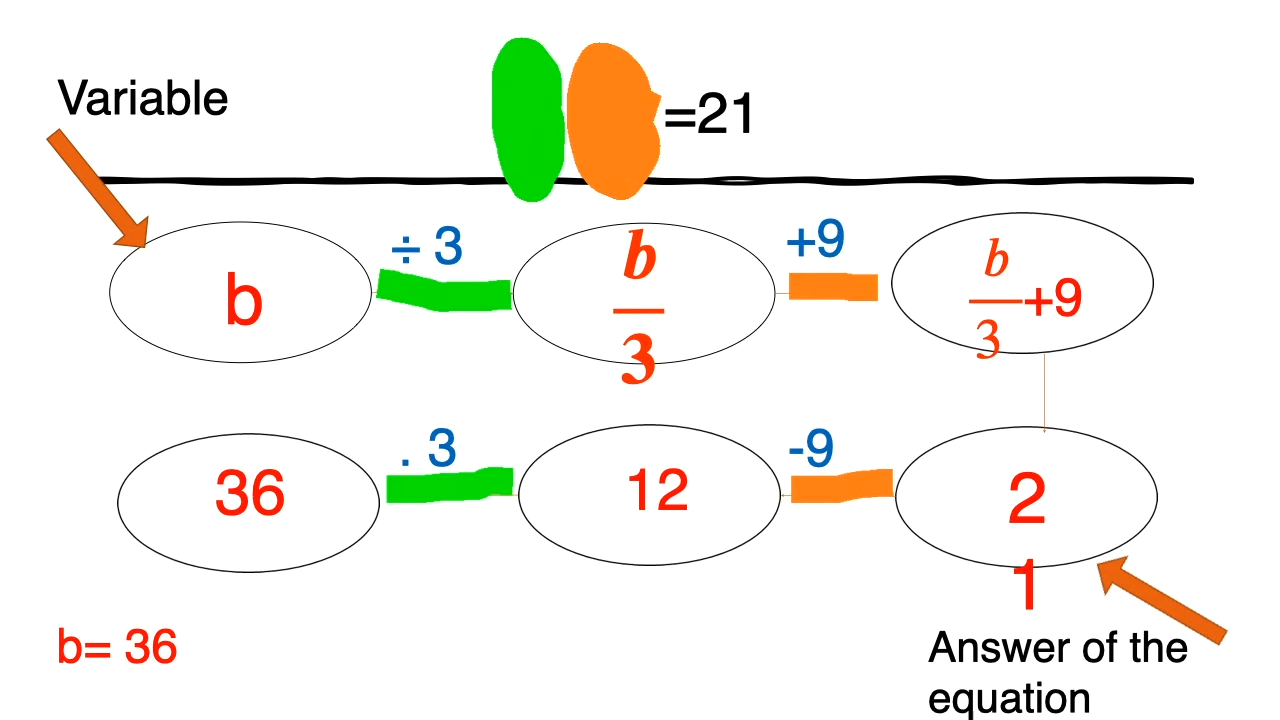 Variable
=21
÷ 3
+9
b
b
3
b
3
+9
. 3
-9
36
12
2
1
b= 36
Answer of the
equation